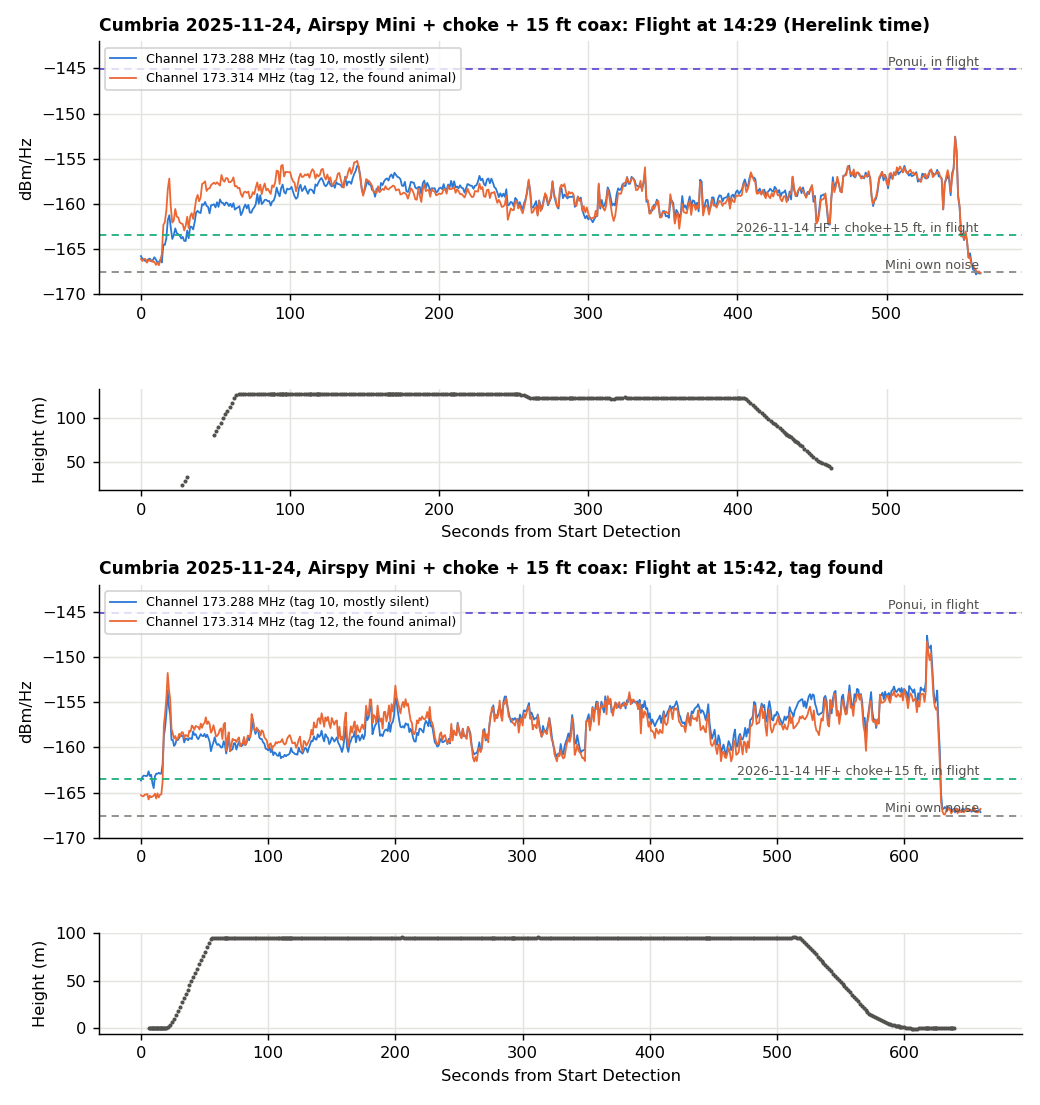 Cumbria 2025-11-24, Airspy Mini + choke + 15 ft coax: Flight at 14:29 (Herelink time)
Channel 173.288 MHz (tag 10, mostly silent)
Channel 173.314 MHz (tag 12, the found animal)
Ponui, in flight
2026-11-14 HF+ choke+15 ft, in flight
Mini own noise
dBm/Hz
−145
−150
−155
−160
−165
−170
0 100 200 300 400 500
Height (m)
100
50
0 100 200 300 400 500
Seconds from Start Detection
Cumbria 2025-11-24, Airspy Mini + choke + 15 ft coax: Flight at 15:42, tag found
Channel 173.288 MHz (tag 10, mostly silent)
Channel 173.314 MHz (tag 12, the found animal)
Ponui, in flight
2026-11-14 HF+ choke+15 ft, in flight
Mini own noise
dBm/Hz
−145
−150
−155
−160
−165
−170
0 100 200 300 400 500 600
Height (m)
100
50
0
0 100 200 300 400 500 600
Seconds from Start Detection